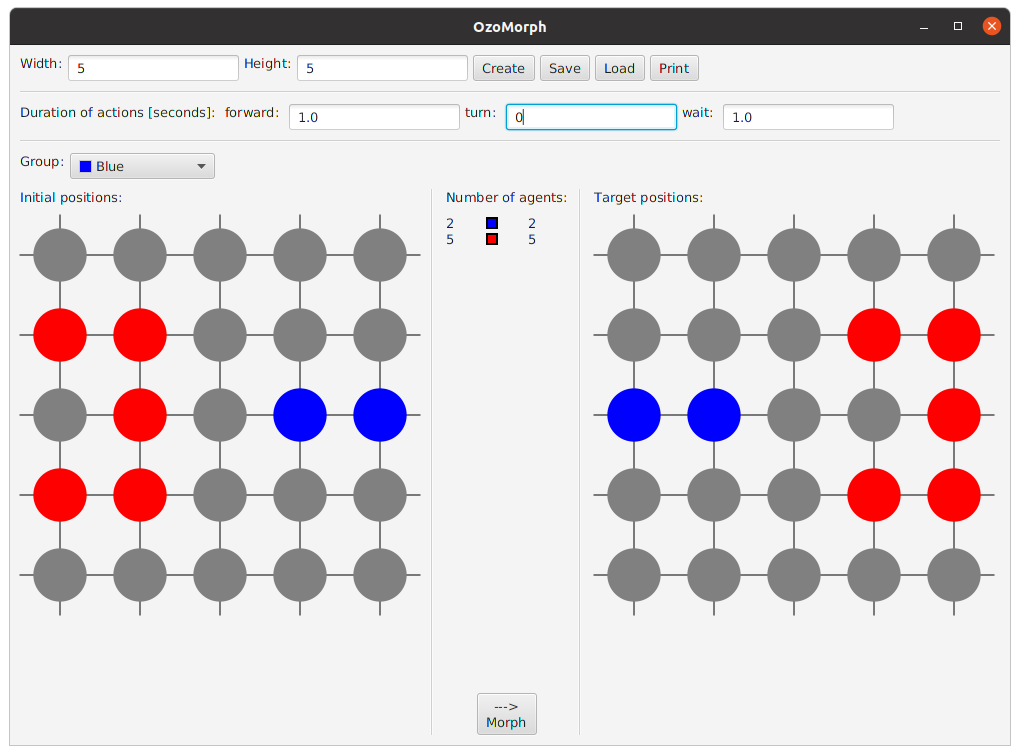 OzoMorph
Width: 5 Height: 5 Create Save Load Print
Duration of actions [seconds]: forward: 1.0 turn: 0 wait: 1.0
Group: Blue
Initial positions: Number of agents: Target positions:
2 2
5 5
--->
Morph